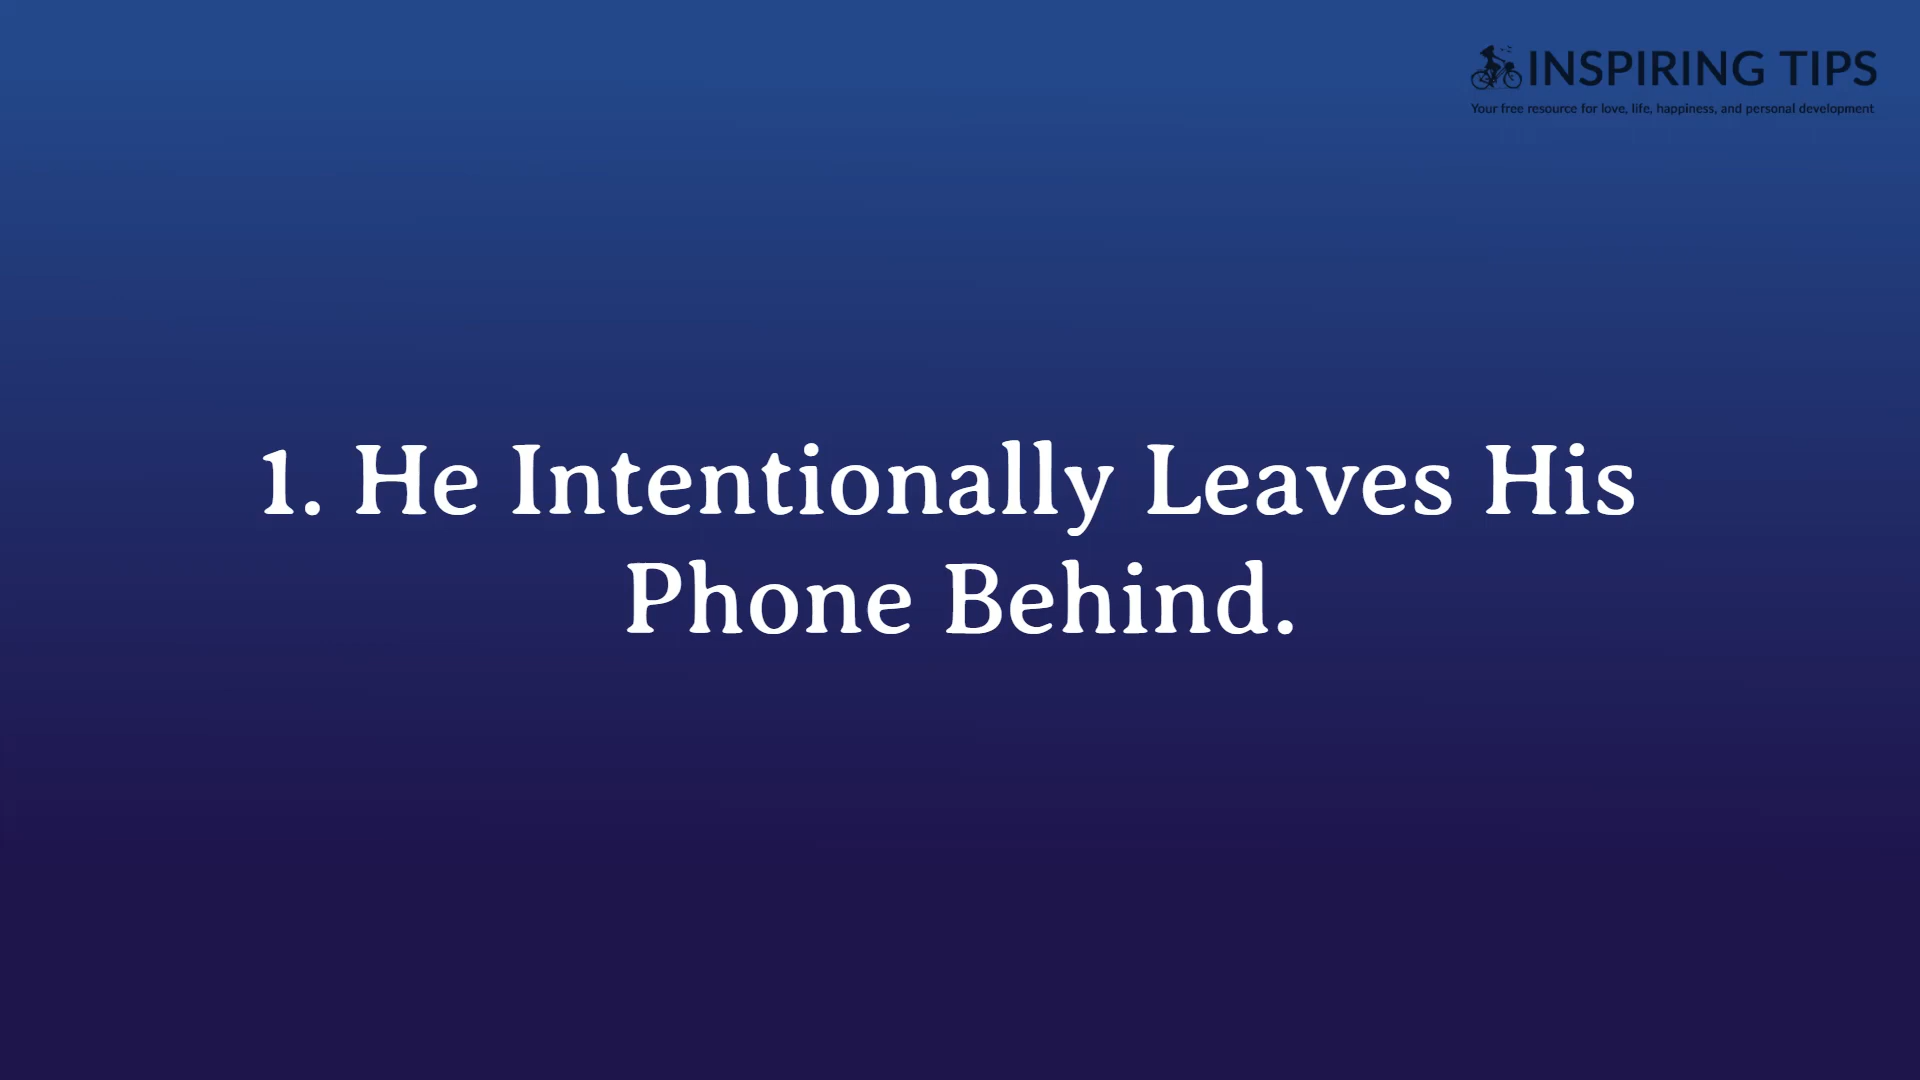 INSPIRING TIPS
Your free resource for love, life, happiness, and personal development
1. He Intentionally Leaves His
Phone Behind.